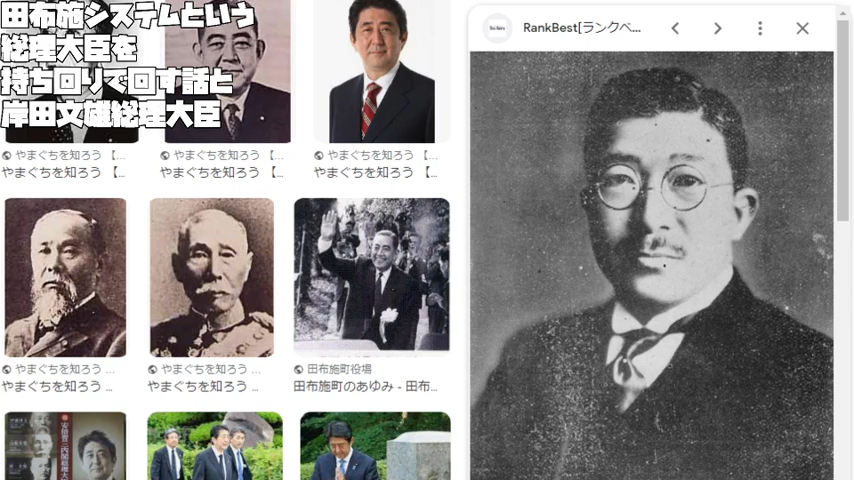 田布施システムという
総理大臣を
持ち回りで回す話と
岸田文雄総理大臣
RankBest[ランクベ...
やまぐちを知ろう 【...
やまぐちを知ろう 【...
やまぐちを知ろう 【...
やまぐちを知ろう 【...
やまぐちを知ろう 【...
やまぐちを知ろう 【...
やまぐちを知ろう ...
やまぐちを知ろう ...
田布施町役場
やまぐちを知ろう ...
やまぐちを知ろう ...
田布施町のあゆみ - 田布...